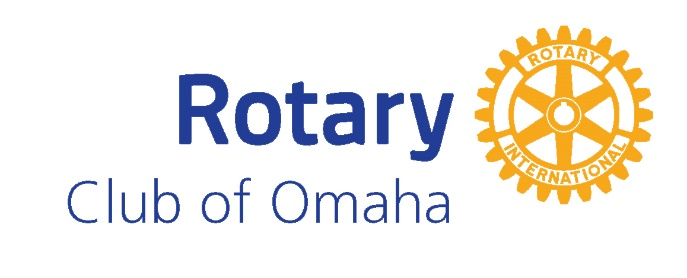 Rotary
Club of Omaha
ROTARY
INTERNATIONAL